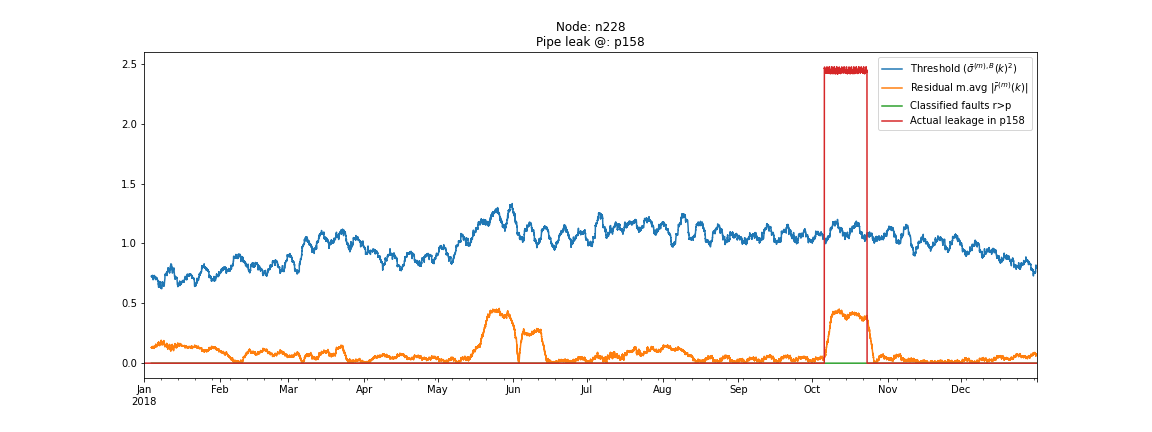 Node: n228
Pipe leak @: p158
2.5
2.0
1.5
1.0
0.5
0.0
Threshold (σ̄^(m),B(k)²)
Residual m.avg |r̄^(m)(k)|
Classified faults r>p
Actual leakage in p158
Jan Feb Mar Apr May Jun Jul Aug Sep Oct Nov Dec
2018